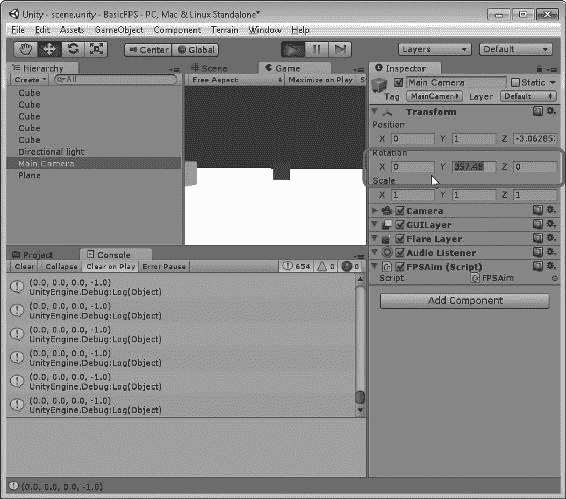 Unity - scene.unity - BasicFPS - PC, Mac & Linux Standalone*
File Edit Assets GameObject Component Terrain Window Help
Center Global Layers Default
Hierarchy
Create All
Cube
Cube
Cube
Cube
Cube
Directional light
Main Camera
Plane
Scene Game
Free Aspect Maximize on Play S
Inspector
Main Camera Static
Tag MainCamera Layer Default
Transform
Position
X 0 Y 1 Z -3.06285
Rotation
X 0 Y 357.48 Z 0
Scale
X 1 Y 1 Z 1
Camera
GUILayer
Flare Layer
Audio Listener
FPSAim (Script)
Script FPSAim
Add Component
Project Console
Clear Collapse Clear on Play Error Pause 654 0 0
(0.0, 0.0, 0.0, -1.0)
UnityEngine.Debug:Log(Object)
(0.0, 0.0, 0.0, -1.0)
UnityEngine.Debug:Log(Object)
(0.0, 0.0, 0.0, -1.0)
UnityEngine.Debug:Log(Object)
(0.0, 0.0, 0.0, -1.0)
UnityEngine.Debug:Log(Object)
(0.0, 0.0, 0.0, -1.0)
UnityEngine.Debug:Log(Object)
(0.0, 0.0, 0.0, -1.0)
UnityEngine.Debug:Log(Object)
(0.0, 0.0, 0.0, -1.0)